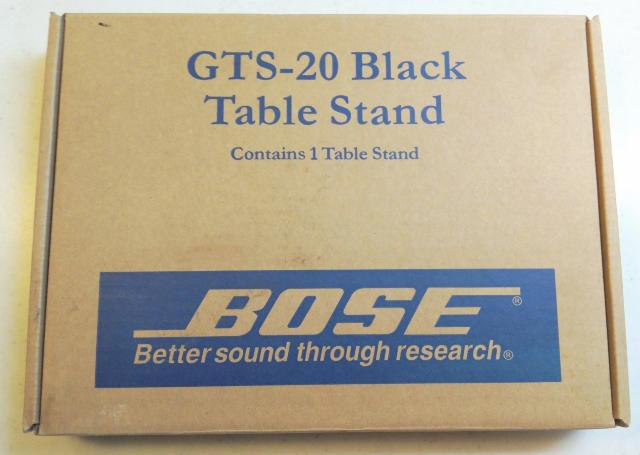 GTS-20 Black
Table Stand
Contains 1 Table Stand
BOSE®
Better sound through research®